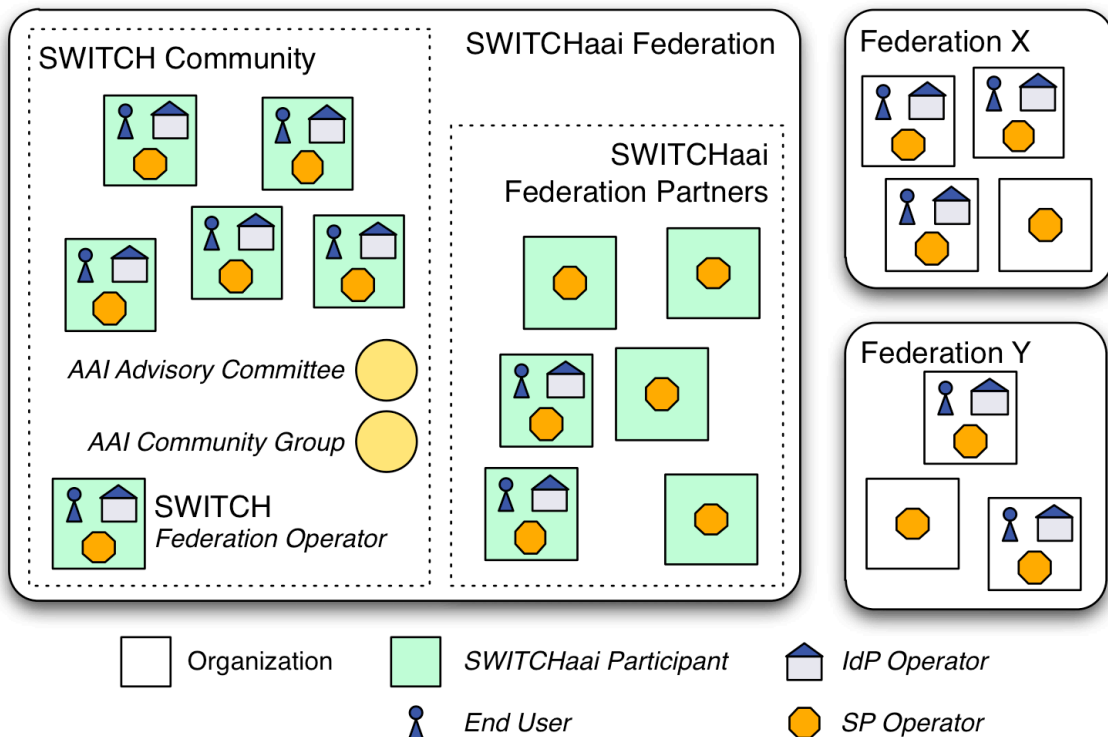 SWITCH Community
SWITCHaai Federation
SWITCHaai
Federation Partners
AAI Advisory Committee
AAI Community Group
SWITCH
Federation Operator
Federation X
Federation Y
Organization
SWITCHaai Participant
IdP Operator
End User
SP Operator